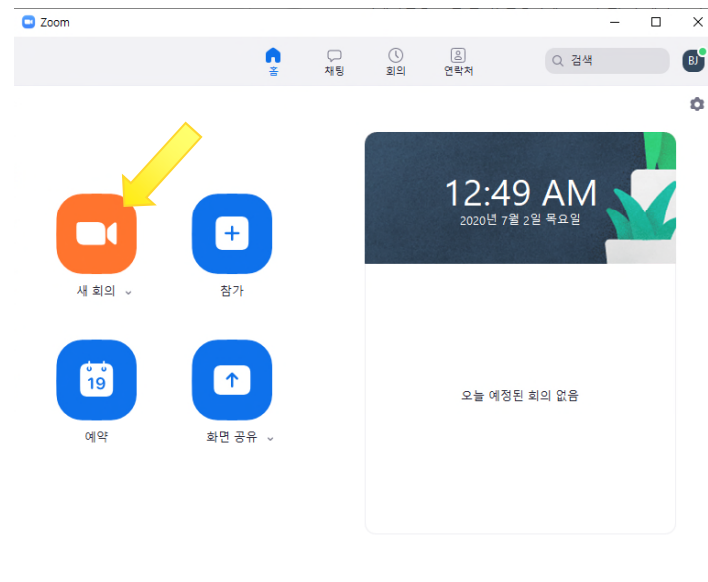 Zoom
홈
채팅
회의
연락처
검색
BJ
12:49 AM
2020년 7월 2일 목요일
새 회의
참가
19
예약
화면 공유
오늘 예정된 회의 없음